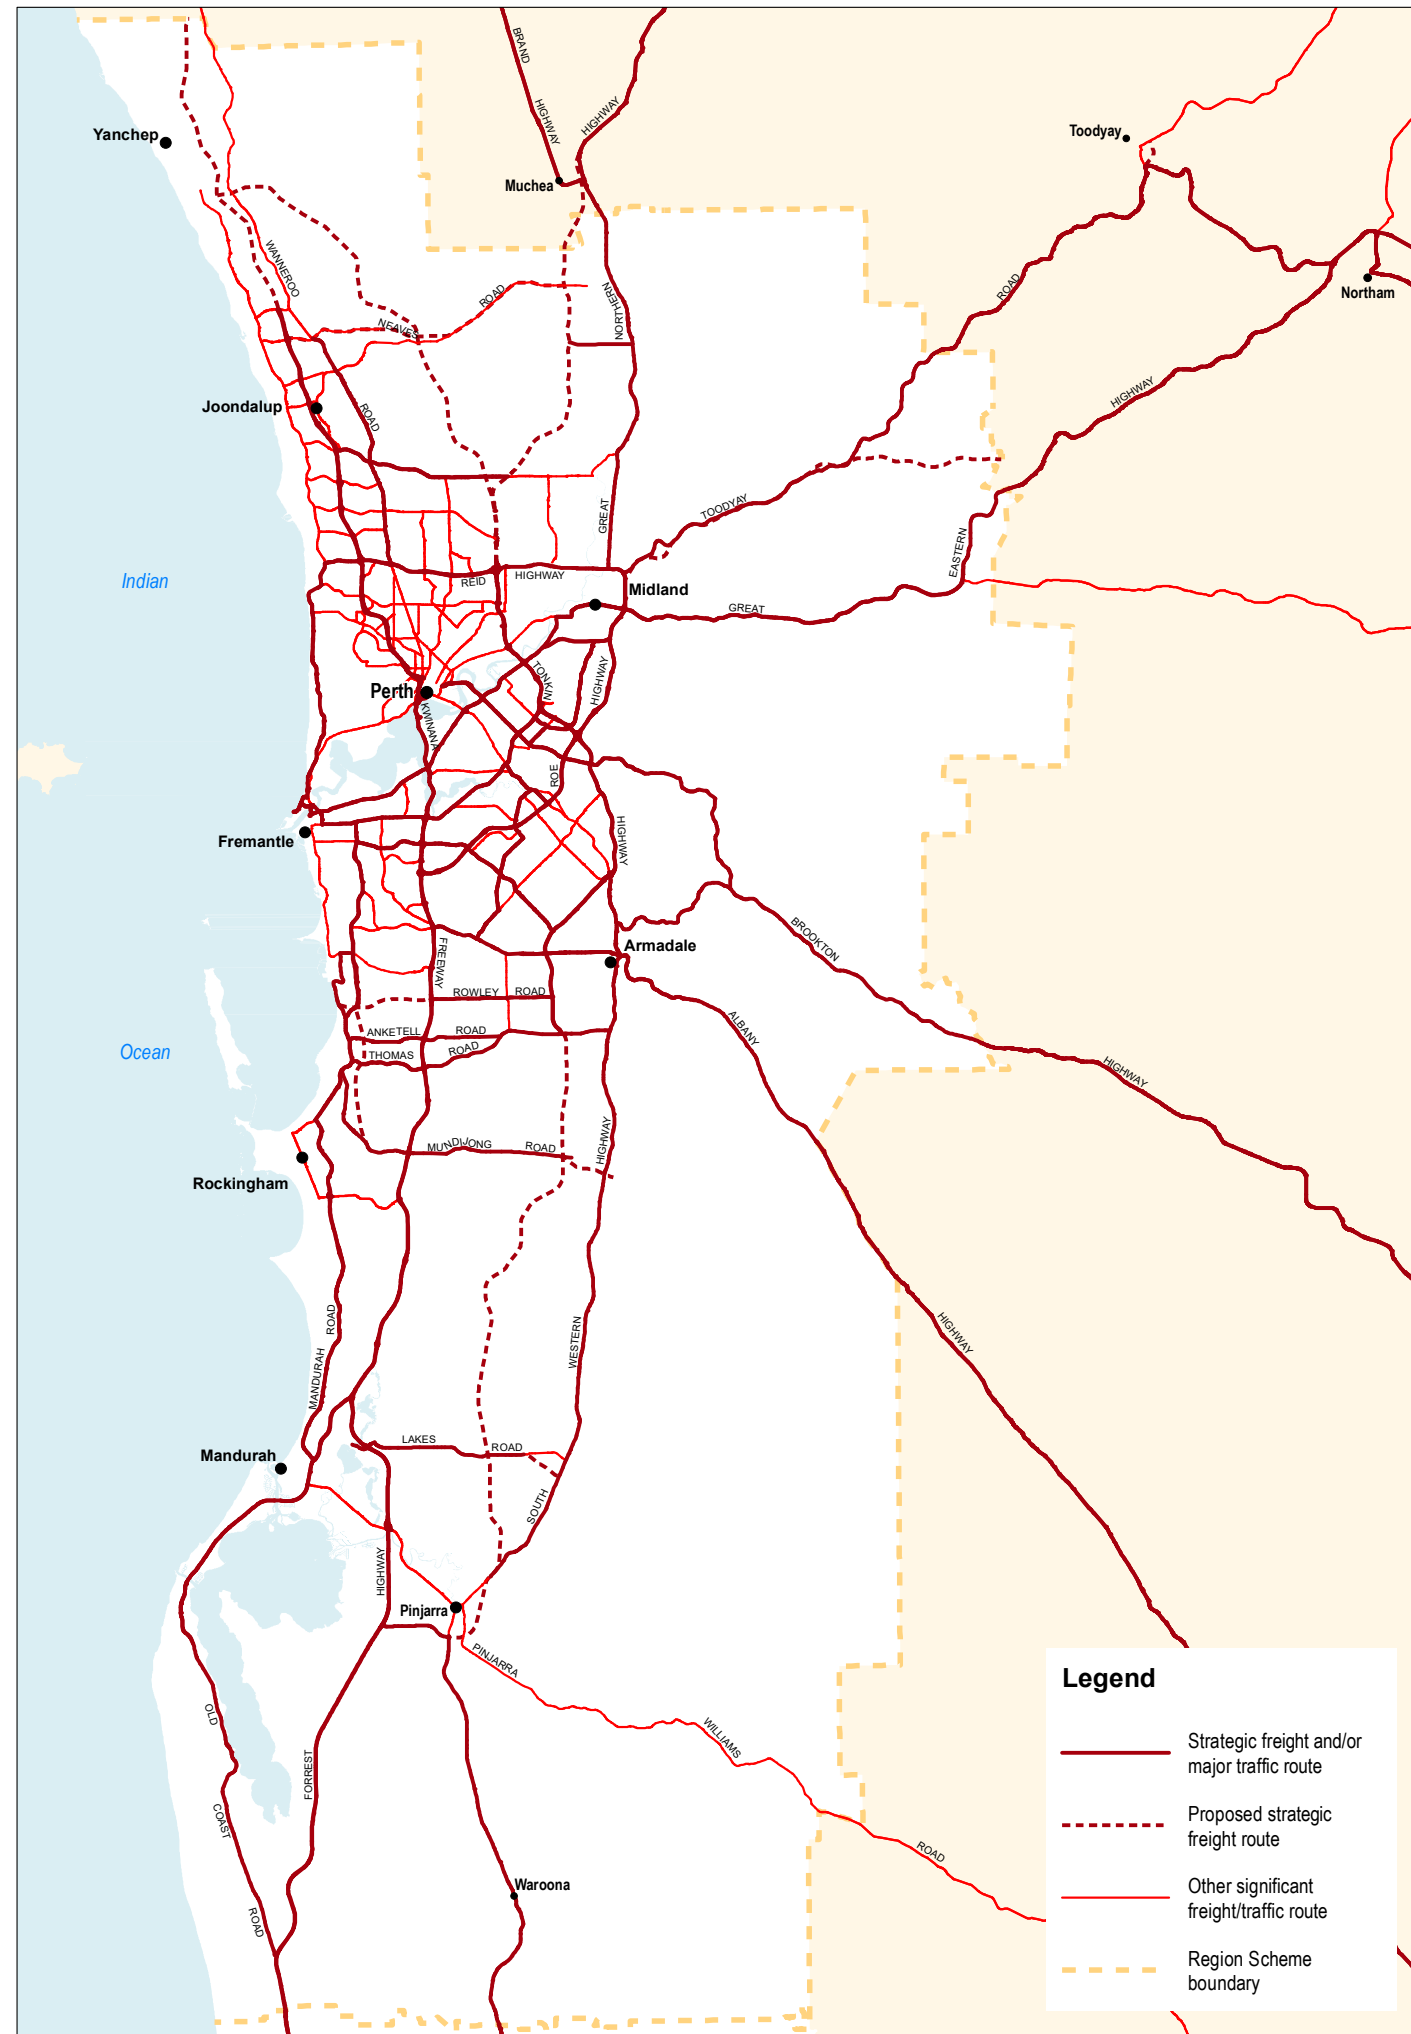 BRAND
HIGHWAY
HIGHWAY
Yanchep
Toodyay
Muchea
WANNEROO
NORTHERN
ROAD
ROAD
Northam
NEAVES
ROAD
Joondalup
HIGHWAY
GREAT
TOODYAY
EASTERN
Indian
REID
HIGHWAY
Midland
GREAT
TONKIN
HIGHWAY
Perth
KWINANA
ROE
HIGHWAY
Fremantle
BROOKTON
FREEWAY
Armadale
ROWLEY
ROAD
ALBANY
ANKETELL
ROAD
Ocean
THOMAS
ROAD
HIGHWAY
MUNDIJONG
ROAD
HIGHWAY
Rockingham
ROAD
MANDURAH
WESTERN
HIGHWAY
LAKES
ROAD
Mandurah
SOUTH
HIGHWAY
Pinjarra
PINJARRA
WILLIAMS
OLD
FORREST
COAST
ROAD
ROAD
Waroona
Legend
Strategic freight and/or
major traffic route
Proposed strategic
freight route
Other significant
freight/traffic route
Region Scheme
boundary